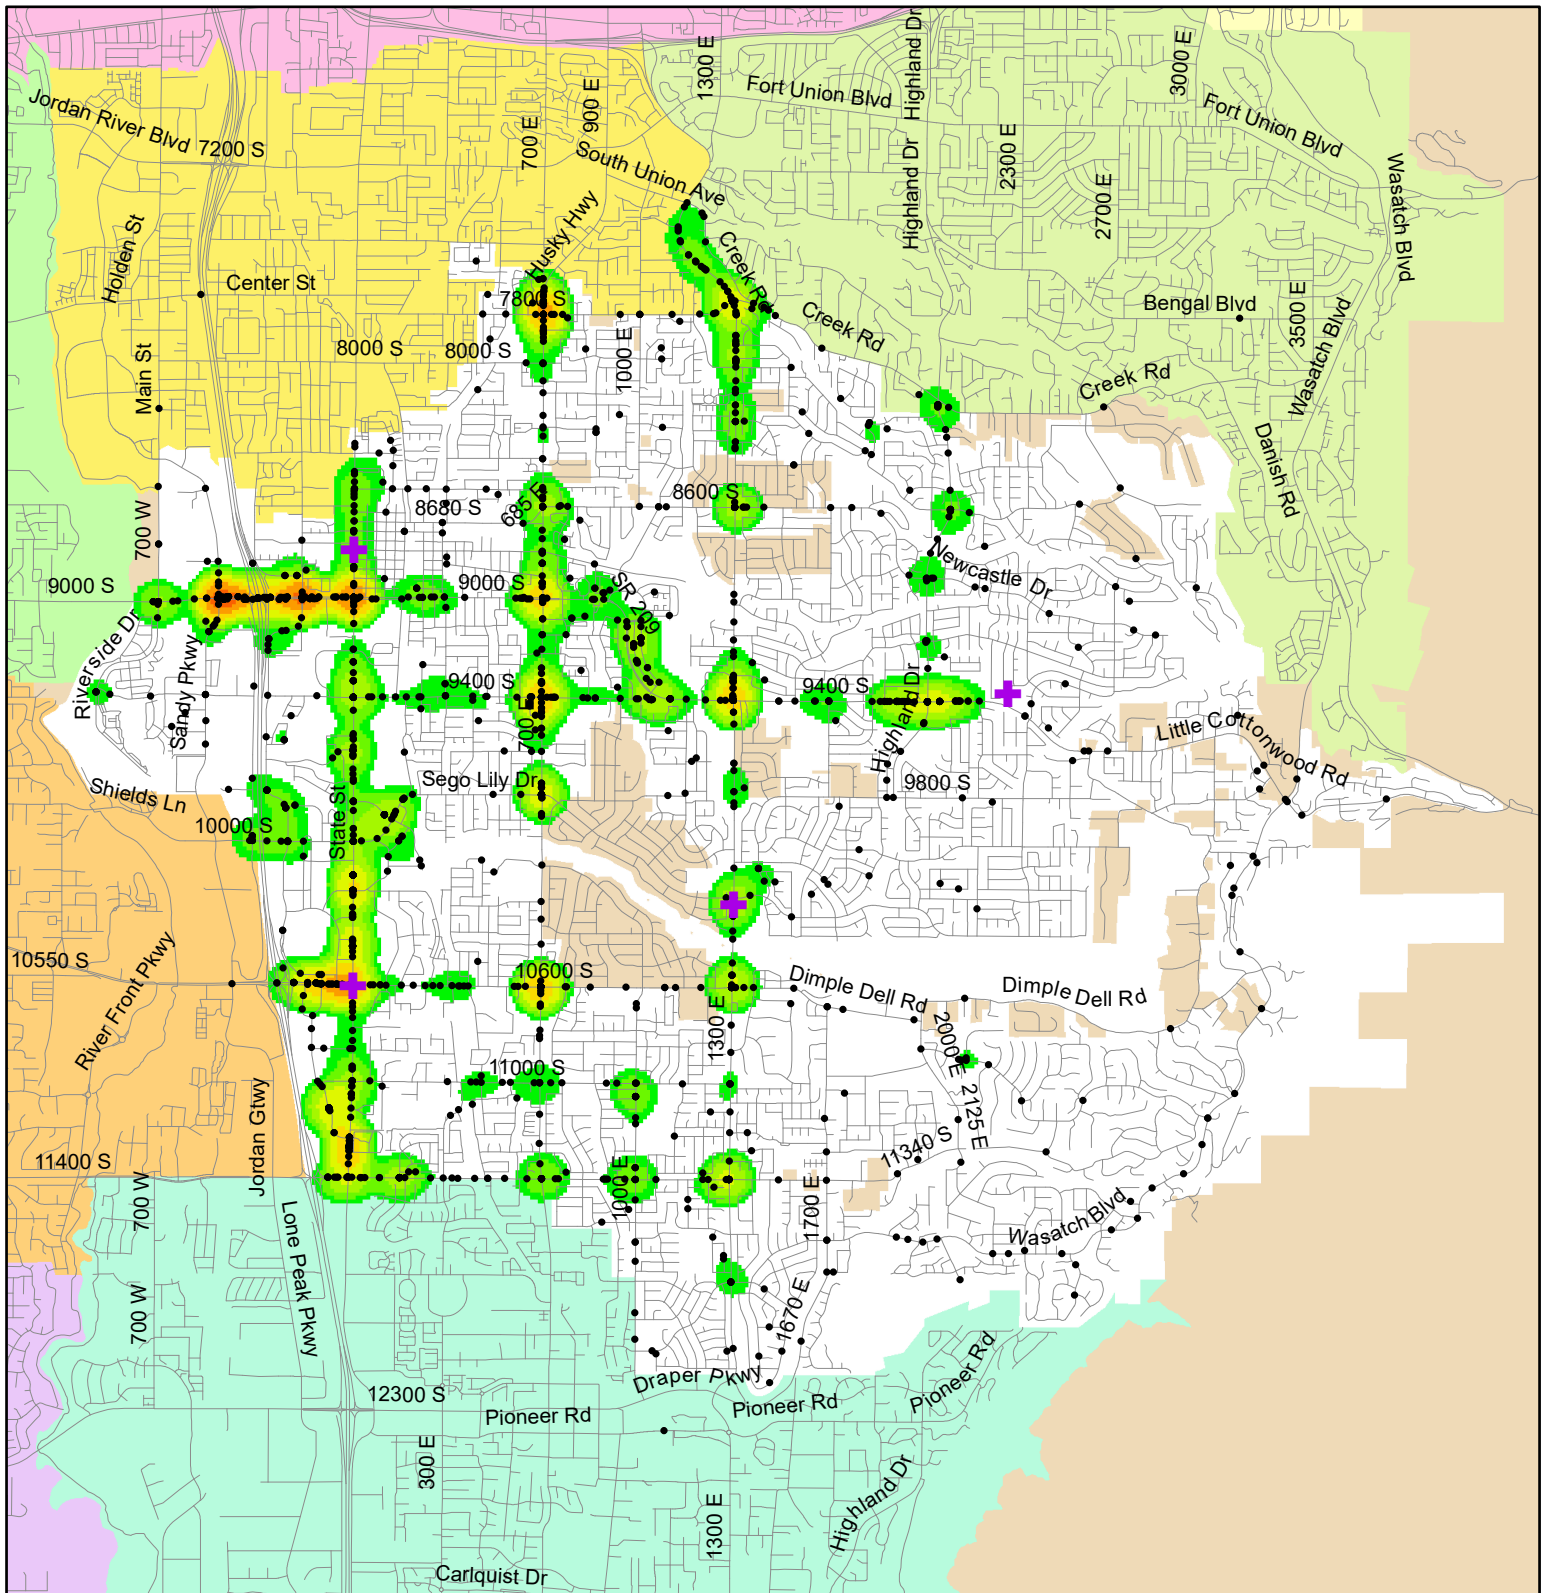 1300 E
Highland Dr
3000 E
Fort Union Blvd
Fort Union Blvd
900 E
Jordan River Blvd
7200 S
700 E
South Union Ave
Highland Dr
2300 E
2700 E
Wasatch Blvd
Holden St
Husky Hwy
Creek Rd
Center St
7800 S
Bengal Blvd
3500 E
Creek Rd
Wasatch Blvd
8000 S
8000 S
1000 E
Main St
Creek Rd
Danish Rd
700 W
685 E
8600 S
8680 S
Newcastle Dr
9000 S
9000 S
SR 209
Riverside Dr
Sandy Pkwy
9400 S
9400 S
700 E
Highland Dr
Little Cottonwood Rd
Sego Lily Dr
9800 S
Shields Ln
10000 S
State St
10550 S
River Front Pkwy
10600 S
Dimple Dell Rd
Dimple Dell Rd
1300 E
2000 E
11000 S
2125 E
Jordan Gtwy
11340 S
11400 S
700 W
1000 E
1700 E
Wasatch Blvd
Lone Peak Pkwy
700 W
1670 E
Draper Pkwy
Pioneer Rd
12300 S
Pioneer Rd
Pioneer Rd
300 E
1300 E
Highland Dr
Carlquist Dr